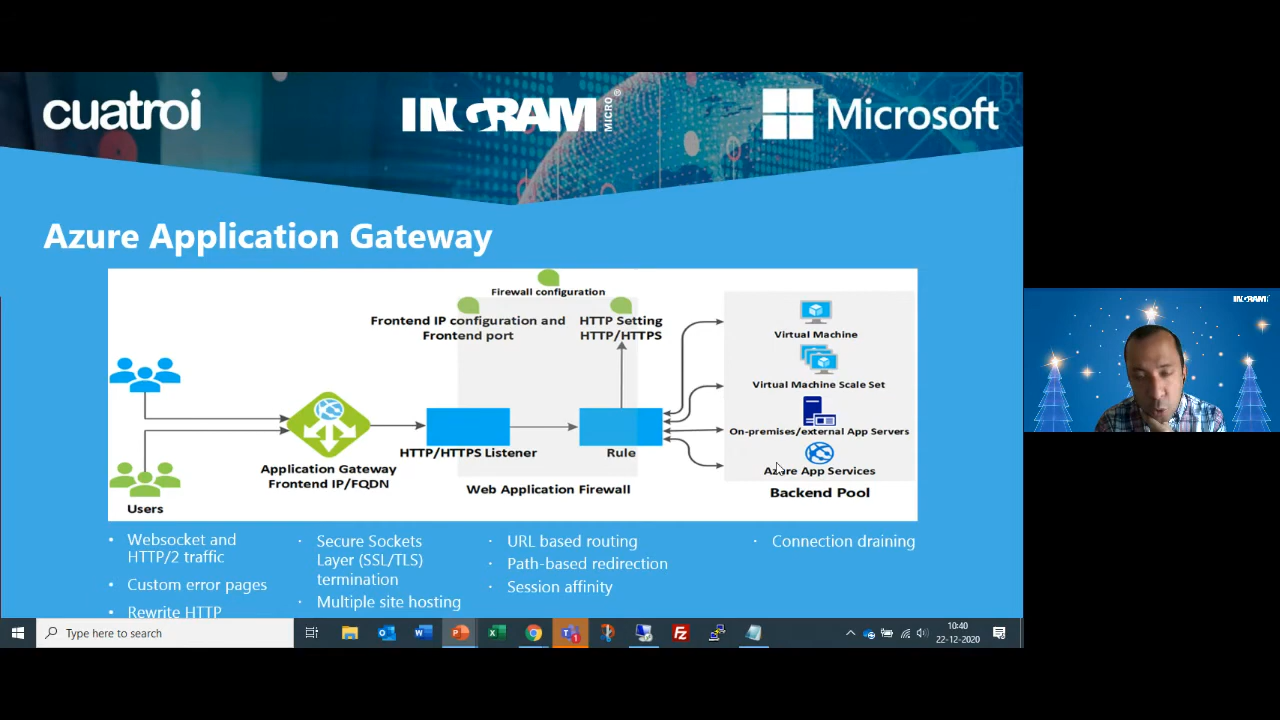 cuatroi
INGRAM MICRO®
Microsoft
Azure Application Gateway
Firewall configuration
Frontend IP configuration and
Frontend port
HTTP Setting
HTTP/HTTPS
Virtual Machine
Virtual Machine Scale Set
On-premises/external App Servers
Azure App Services
Backend Pool
HTTP/HTTPS Listener
Rule
Web Application Firewall
Application Gateway
Frontend IP/FQDN
Users
INGRAM
• Websocket and
HTTP/2 traffic
• Custom error pages
• Rewrite HTTP
· Secure Sockets
Layer (SSL/TLS)
termination
· Multiple site hosting
· URL based routing
· Path-based redirection
· Session affinity
· Connection draining
Type here to search
10:40
22-12-2020